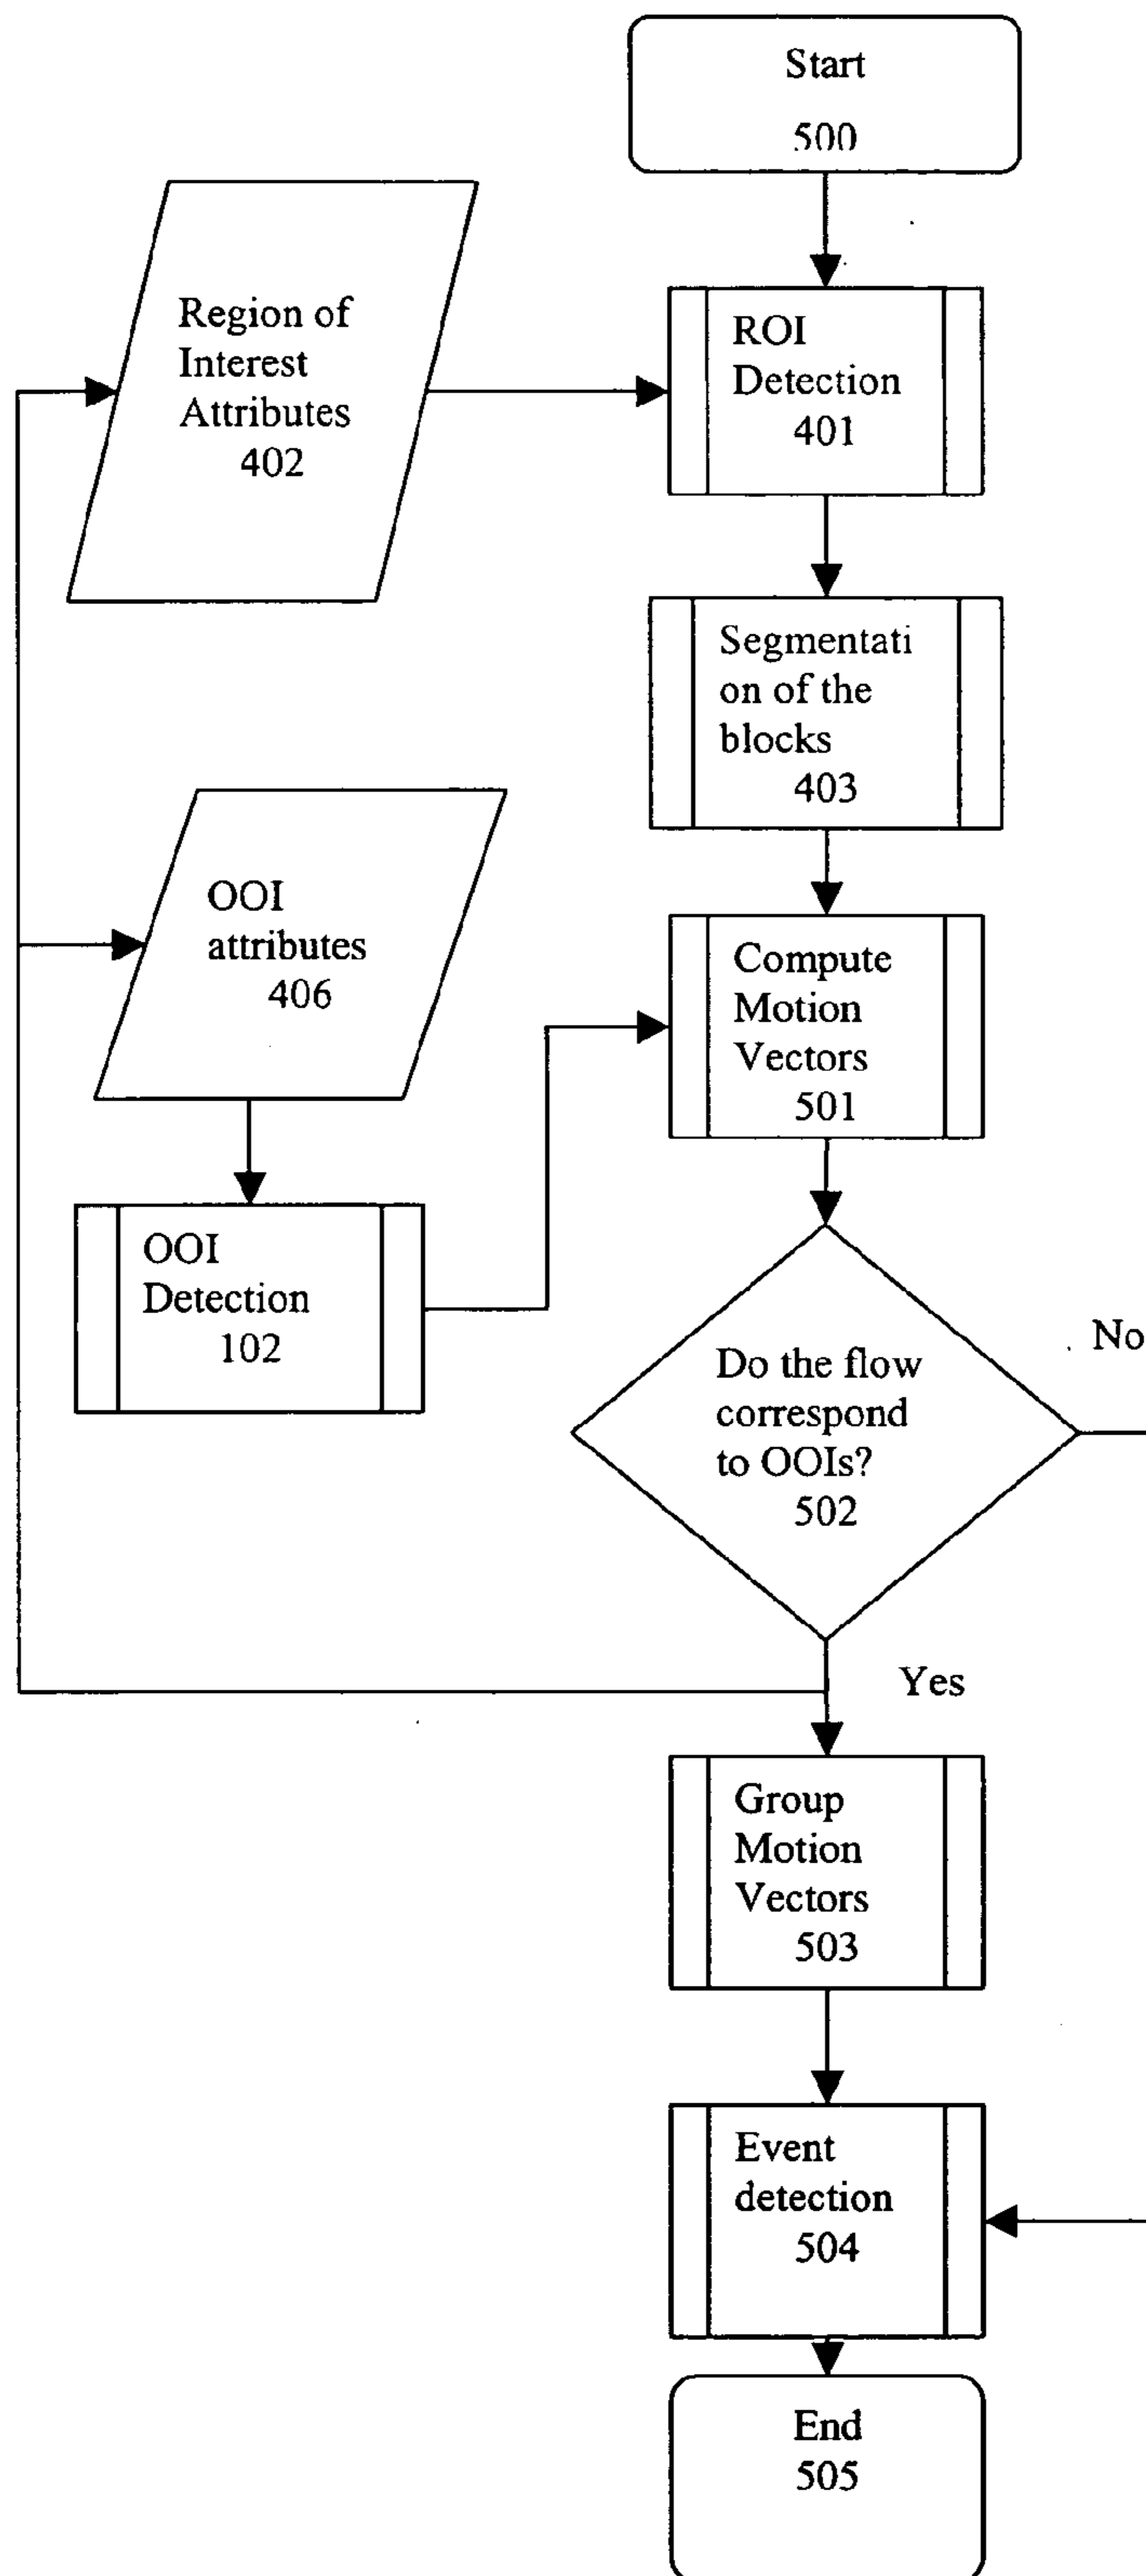 Start
500
Region of
Interest
Attributes
402
ROI
Detection
401
Segmentati
on of the
blocks
403
OOI
attributes
406
Compute
Motion
Vectors
501
OOI
Detection
102
Do the flow
correspond
to OOIs?
502
No
Yes
Group
Motion
Vectors
503
Event
detection
504
End
505